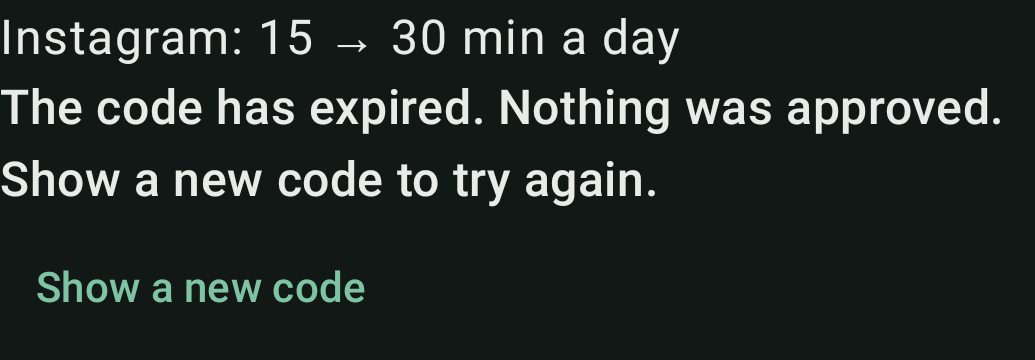 Instagram: 15 → 30 min a day
The code has expired. Nothing was approved.
Show a new code to try again.
Show a new code